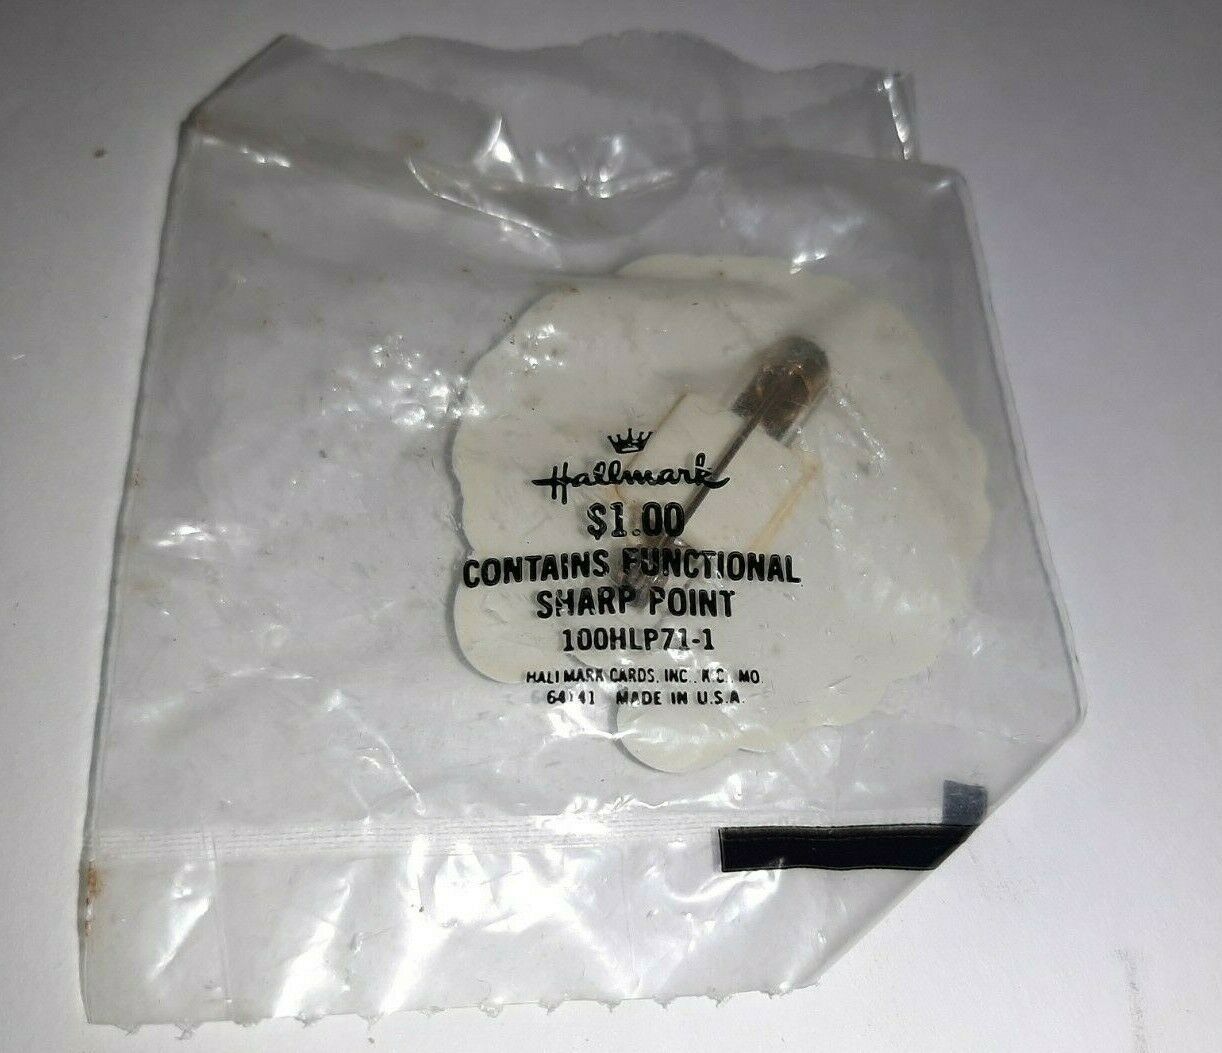 Hallmark
$1.00
CONTAINS FUNCTIONAL
SHARP POINT
100HLP71-1
HALLMARK CARDS, INC., K.C., MO.
64141 MADE IN U.S.A.